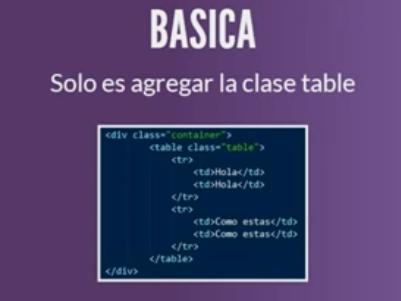 BASICA
Solo es agregar la clase table
<div class="container">
<table class="table">
<tr>
<td>Hola</td>
<td>Hola</td>
</tr>
<tr>
<td>Como estas</td>
<td>Como estas</td>
</tr>
</table>
</div>